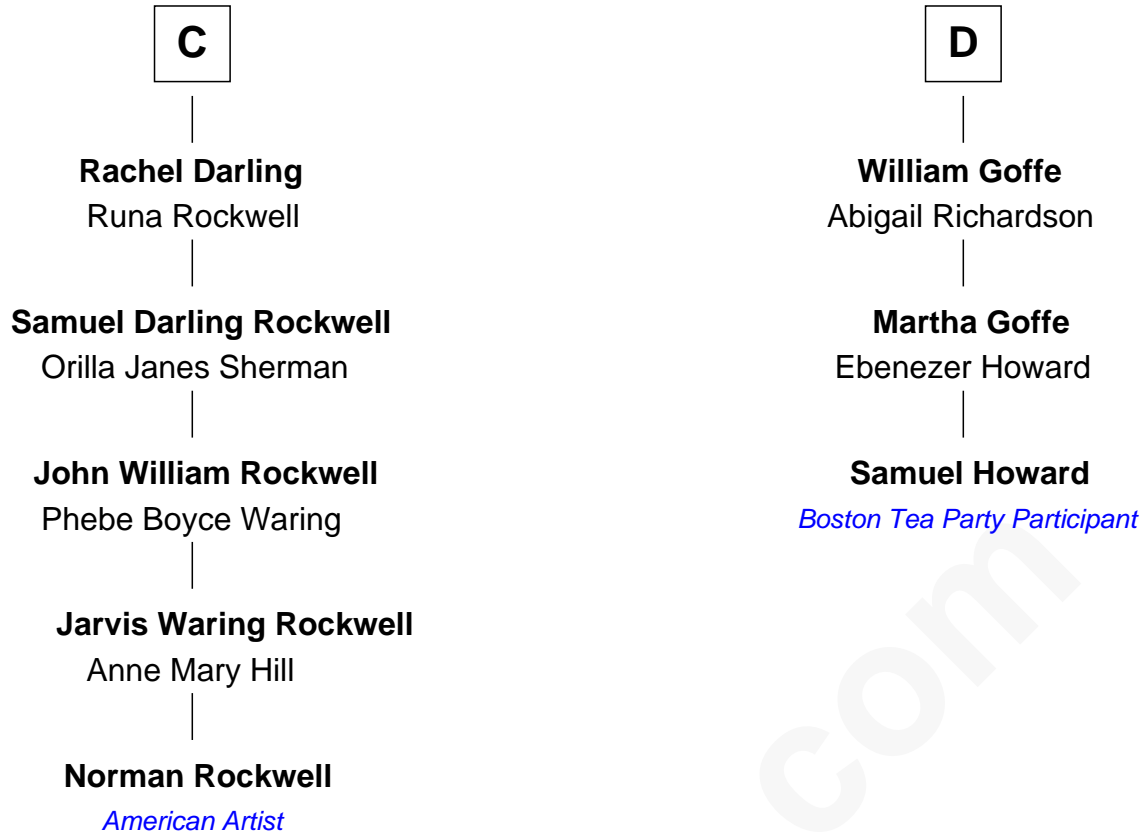 C
Rachel Darling
Runa Rockwell
Samuel Darling Rockwell
Orilla Janes Sherman
John William Rockwell
Phebe Boyce Waring
Jarvis Waring Rockwell
Anne Mary Hill
Norman Rockwell
American Artist
D
William Goffe
Abigail Richardson
Martha Goffe
Ebenezer Howard
Samuel Howard
Boston Tea Party Participant
com